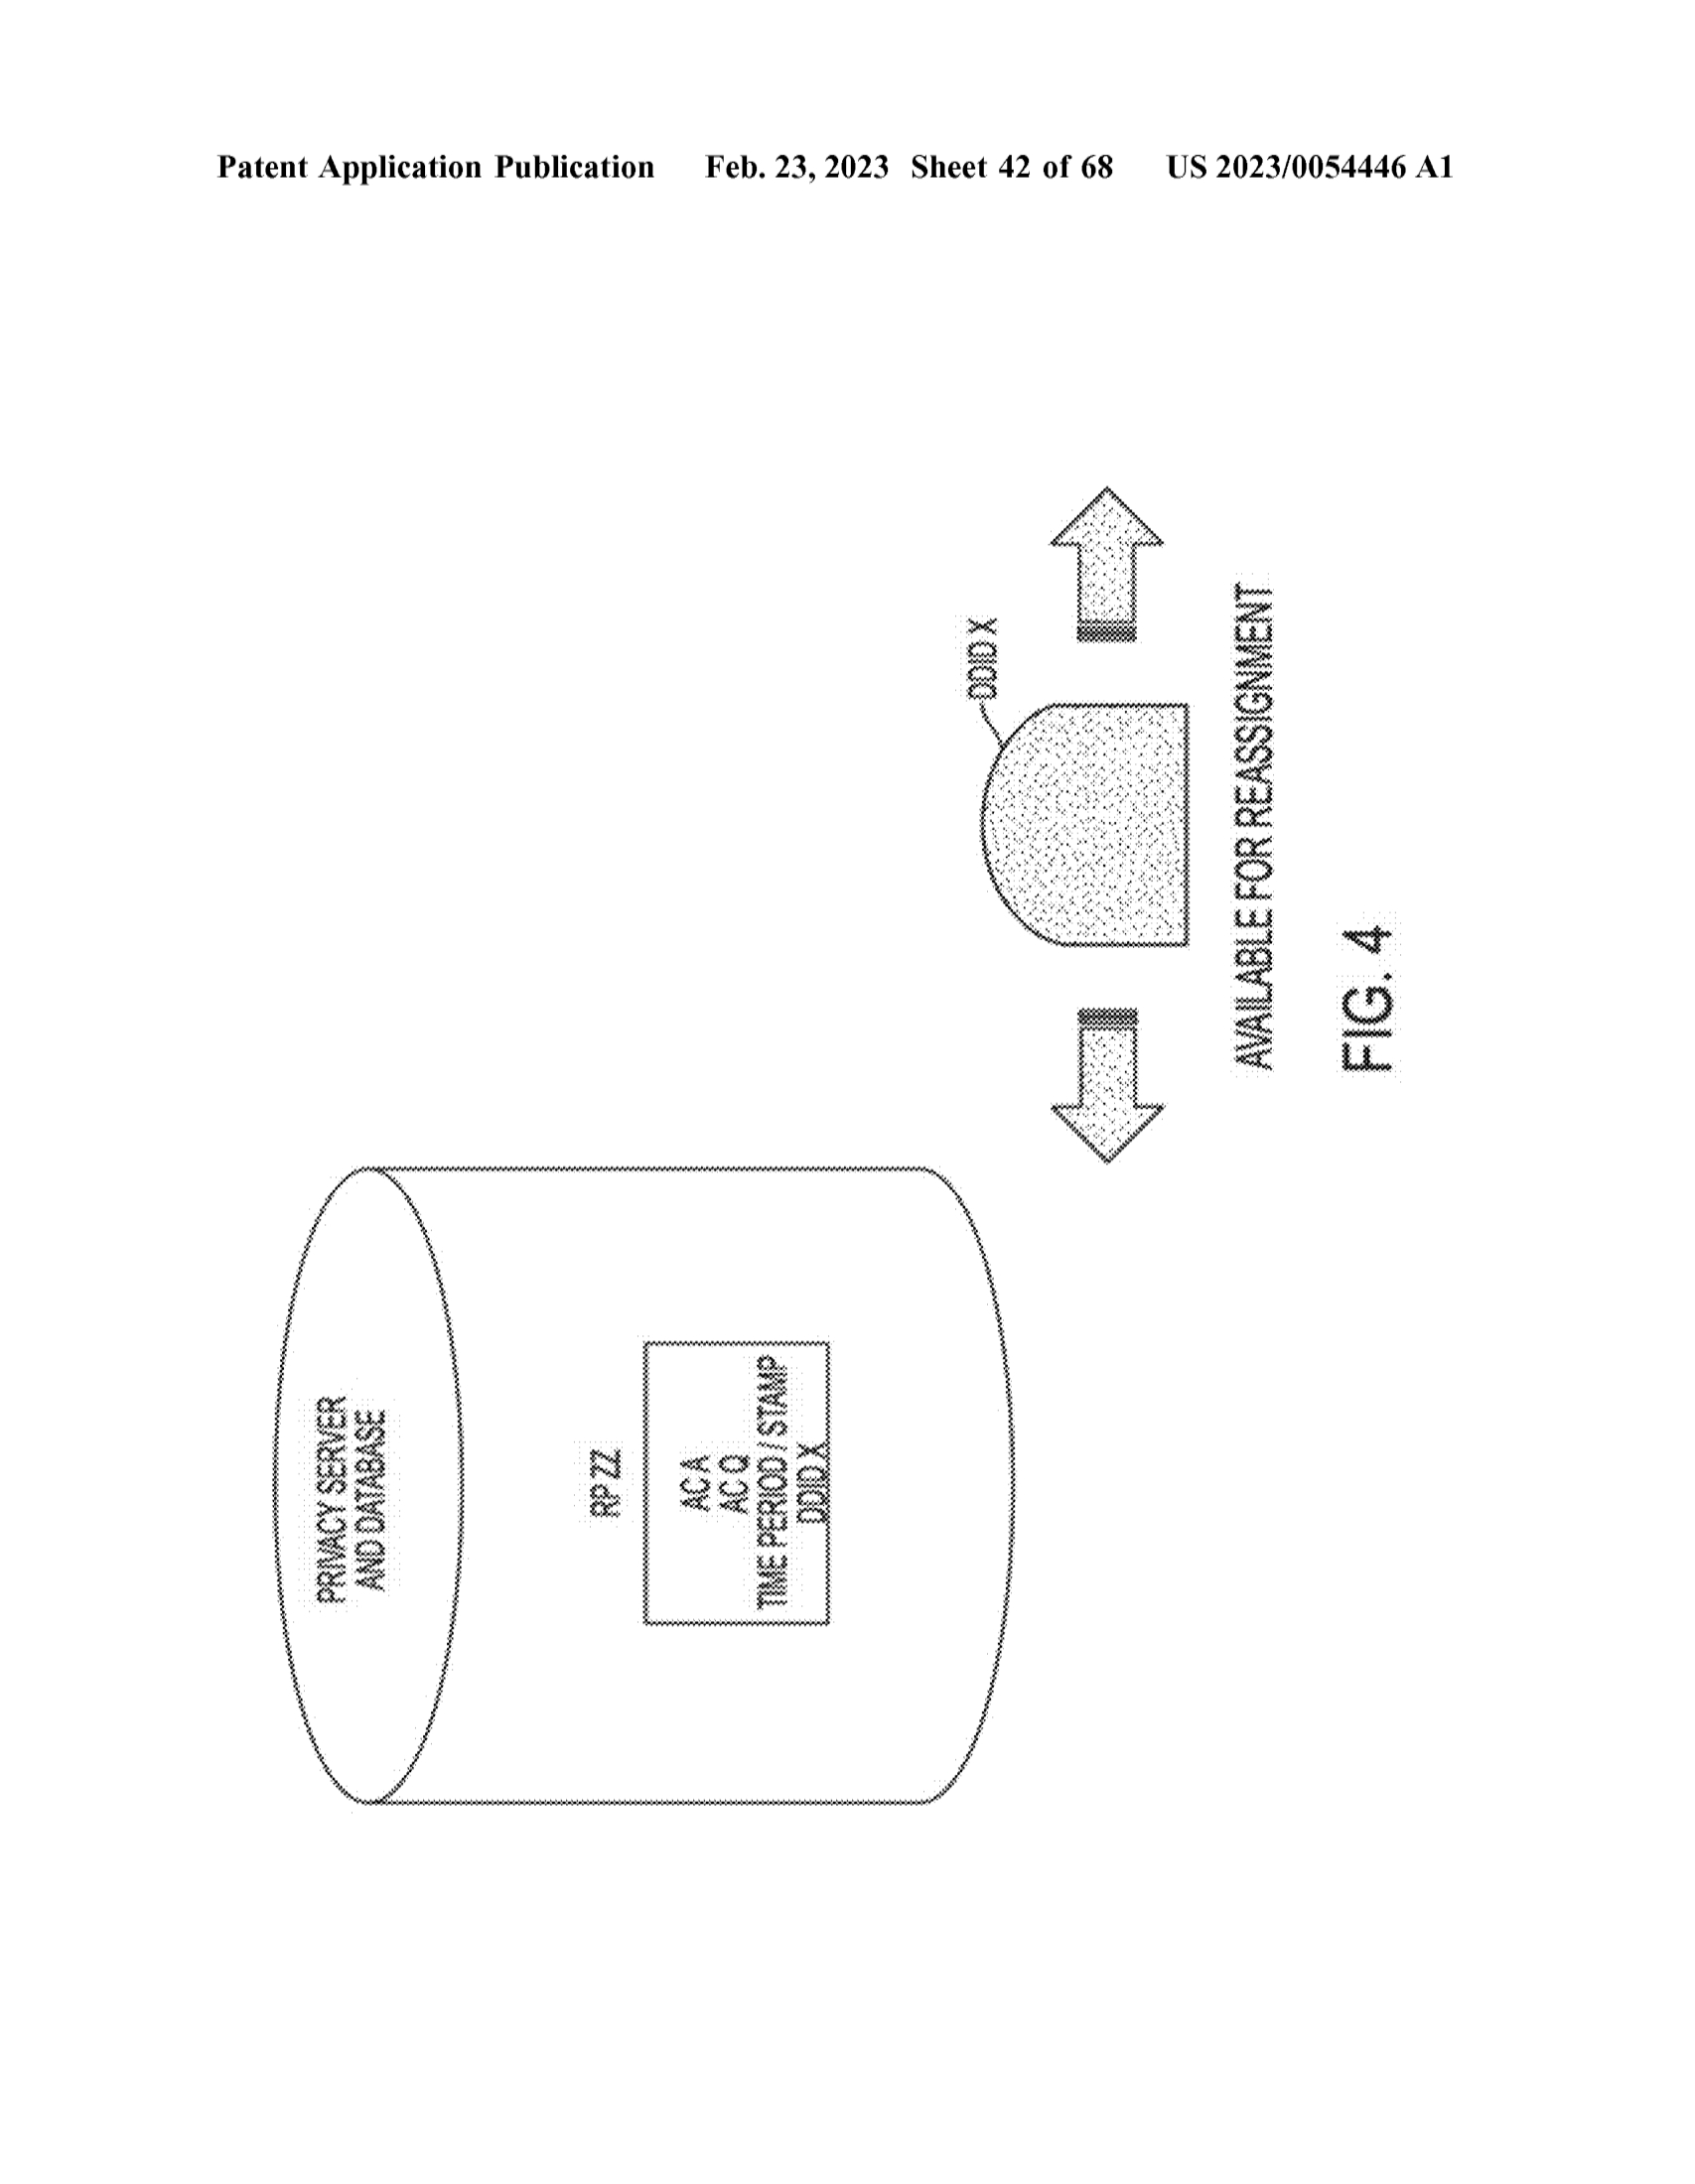 Patent Application Publication Feb. 23, 2023 Sheet 42 of 68 US 2023/0054446 A1
PRIVACY SERVER
AND DATABASE
RP ZZ
AC A
AC Q
TIME PERIOD / STAMP
DDID X
DDID X
AVAILABLE FOR REASSIGNMENT
FIG. 4